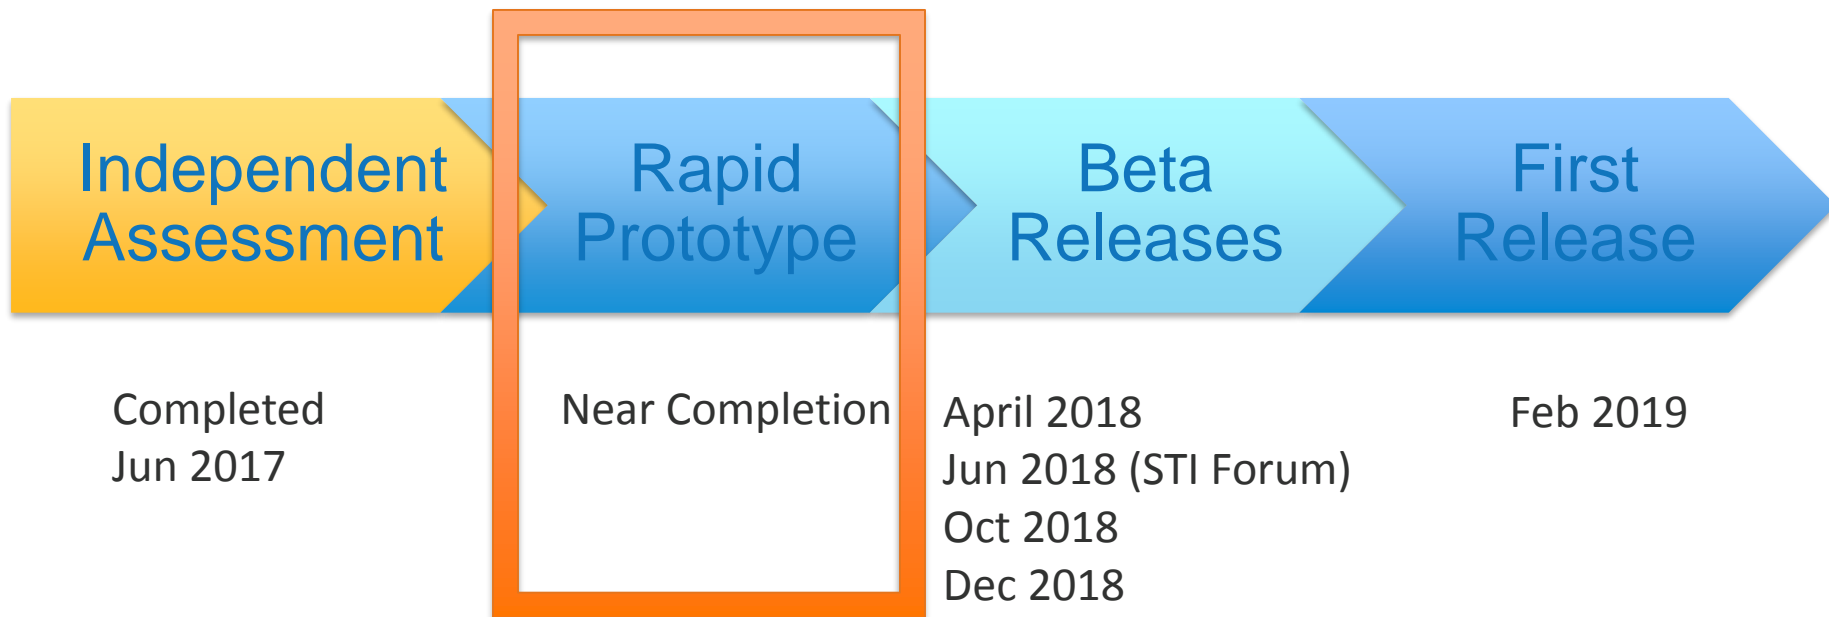 Independent
Assessment
Rapid
Prototype
Beta
Releases
First
Release
Completed
Jun 2017
Near Completion
April 2018
Jun 2018 (STI Forum)
Oct 2018
Dec 2018
Feb 2019